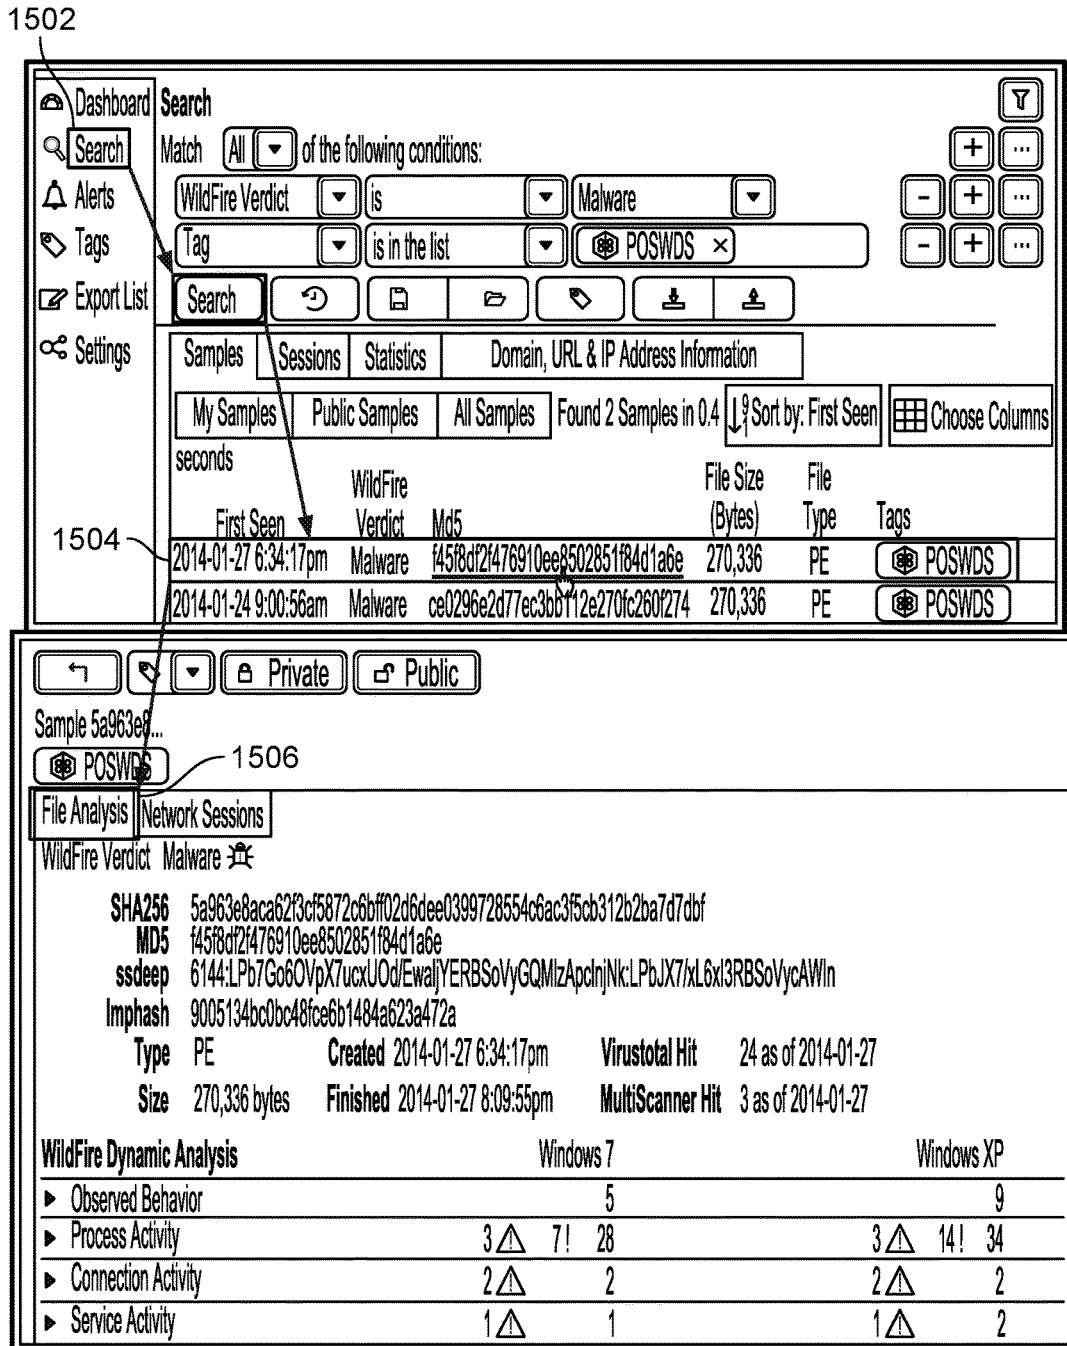 1502
Dashboard Search
Search Match All of the following conditions:
Alerts WildFire Verdict is Malware
Tags Tag is in the list POSWDS ×
Export List Search
Settings Samples Sessions Statistics Domain, URL & IP Address Information
My Samples Public Samples All Samples Found 2 Samples in 0.4 Sort by: First Seen Choose Columns
seconds
WildFire File Size File
First Seen Verdict Md5 (Bytes) Type Tags
1504
2014-01-27 6:34:17pm Malware f45f8df2f476910ee8502851f84d1a6e 270,336 PE POSWDS
2014-01-24 9:00:56am Malware ce0296e2d77ec3bb112e270fc260f274 270,336 PE POSWDS
Private Public
Sample 5a963e8...
POSWDS 1506
File Analysis Network Sessions
WildFire Verdict Malware
SHA256 5a963e8aca62f3cf5872c6bff02d6dee0399728554c6ac3f5cb312b2ba7d7dbf
MD5 f45f8df2f476910ee8502851f84d1a6e
ssdeep 6144:LPb7Go6OVpX7ucxUOd/EwaljYERBSoVyGQMlzApcInjNk:LPbJX7/xL6xI3RBSoVycAWIn
Imphash 9005134bc0bc48fce6b1484a623a472a
Type PE Created 2014-01-27 6:34:17pm Virustotal Hit 24 as of 2014-01-27
Size 270,336 bytes Finished 2014-01-27 8:09:55pm MultiScanner Hit 3 as of 2014-01-27
WildFire Dynamic Analysis Windows 7 Windows XP
Observed Behavior 5 9
Process Activity 3 7! 28 3 14! 34
Connection Activity 2 2 2 2
Service Activity 1 1 1 2